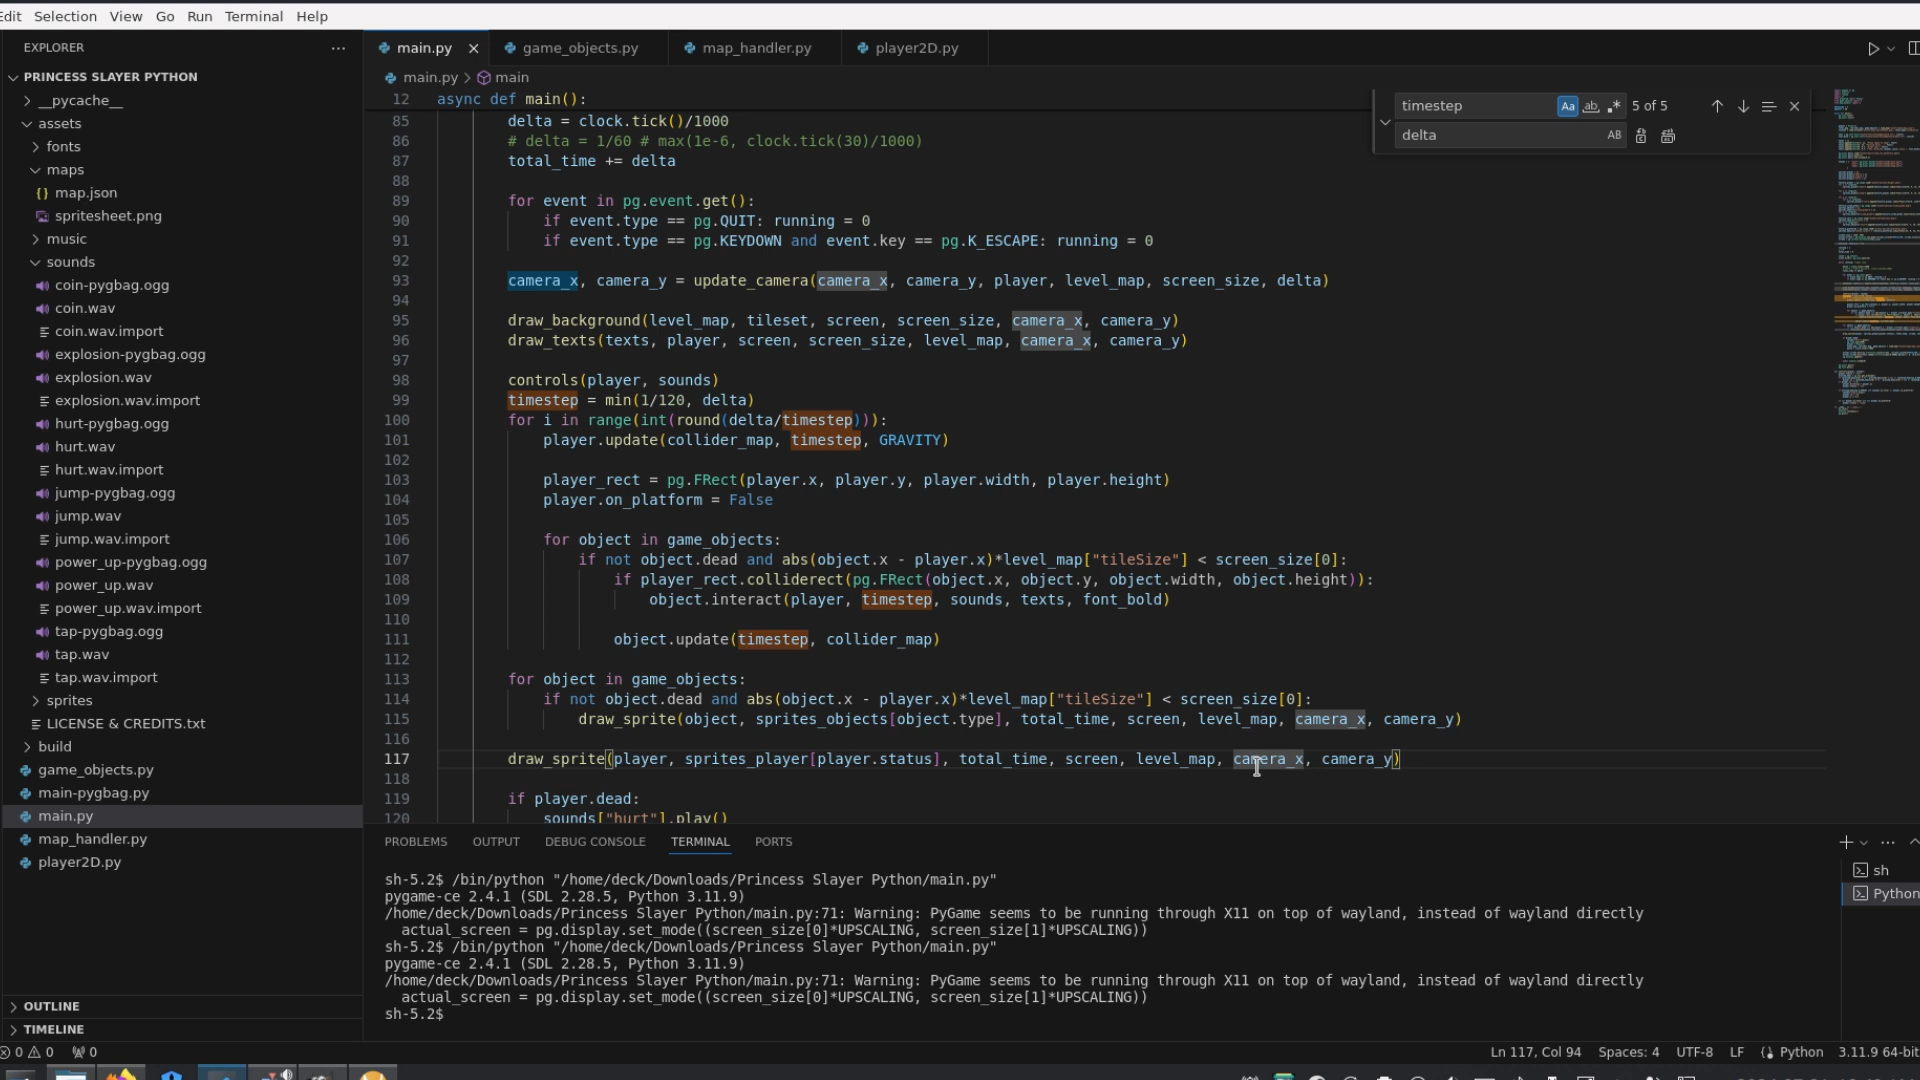 Edit Selection View Go Run Terminal Help
EXPLORER
PRINCESS SLAYER PYTHON
__pycache__
assets
fonts
maps
map.json
spritesheet.png
music
sounds
coin-pygbag.ogg
coin.wav
coin.wav.import
explosion-pygbag.ogg
explosion.wav
explosion.wav.import
hurt-pygbag.ogg
hurt.wav
hurt.wav.import
jump-pygbag.ogg
jump.wav
jump.wav.import
power_up-pygbag.ogg
power_up.wav
power_up.wav.import
tap-pygbag.ogg
tap.wav
tap.wav.import
sprites
LICENSE & CREDITS.txt
build
game_objects.py
main-pygbag.py
main.py
map_handler.py
player2D.py
OUTLINE
TIMELINE
main.py game_objects.py map_handler.py player2D.py
main.py > main
timestep Aa ab 5 of 5
delta AB
12 async def main():
85 delta = clock.tick()/1000
86 # delta = 1/60 # max(1e-6, clock.tick(30)/1000)
87 total_time += delta
88
89 for event in pg.event.get():
90 if event.type == pg.QUIT: running = 0
91 if event.type == pg.KEYDOWN and event.key == pg.K_ESCAPE: running = 0
92
93 camera_x, camera_y = update_camera(camera_x, camera_y, player, level_map, screen_size, delta)
94
95 draw_background(level_map, tileset, screen, screen_size, camera_x, camera_y)
96 draw_texts(texts, player, screen, screen_size, level_map, camera_x, camera_y)
97
98 controls(player, sounds)
99 timestep = min(1/120, delta)
100 for i in range(int(round(delta/timestep))):
101 player.update(collider_map, timestep, GRAVITY)
102
103 player_rect = pg.FRect(player.x, player.y, player.width, player.height)
104 player.on_platform = False
105
106 for object in game_objects:
107 if not object.dead and abs(object.x - player.x)*level_map["tileSize"] < screen_size[0]:
108 if player_rect.colliderect(pg.FRect(object.x, object.y, object.width, object.height)):
109 object.interact(player, timestep, sounds, texts, font_bold)
110
111 object.update(timestep, collider_map)
112
113 for object in game_objects:
114 if not object.dead and abs(object.x - player.x)*level_map["tileSize"] < screen_size[0]:
115 draw_sprite(object, sprites_objects[object.type], total_time, screen, level_map, camera_x, camera_y)
116
117 draw_sprite(player, sprites_player[player.status], total_time, screen, level_map, camera_x, camera_y)
118
119 if player.dead:
120 sounds["hurt"].play()
PROBLEMS OUTPUT DEBUG CONSOLE TERMINAL PORTS
sh-5.2$ /bin/python "/home/deck/Downloads/Princess Slayer Python/main.py"
pygame-ce 2.4.1 (SDL 2.28.5, Python 3.11.9)
/home/deck/Downloads/Princess Slayer Python/main.py:71: Warning: PyGame seems to be running through X11 on top of wayland, instead of wayland directly
actual_screen = pg.display.set_mode((screen_size[0]*UPSCALING, screen_size[1]*UPSCALING))
sh-5.2$ /bin/python "/home/deck/Downloads/Princess Slayer Python/main.py"
pygame-ce 2.4.1 (SDL 2.28.5, Python 3.11.9)
/home/deck/Downloads/Princess Slayer Python/main.py:71: Warning: PyGame seems to be running through X11 on top of wayland, instead of wayland directly
actual_screen = pg.display.set_mode((screen_size[0]*UPSCALING, screen_size[1]*UPSCALING))
sh-5.2$
sh
Python
0 0 0 Ln 117, Col 94 Spaces: 4 UTF-8 LF Python 3.11.9 64-bit